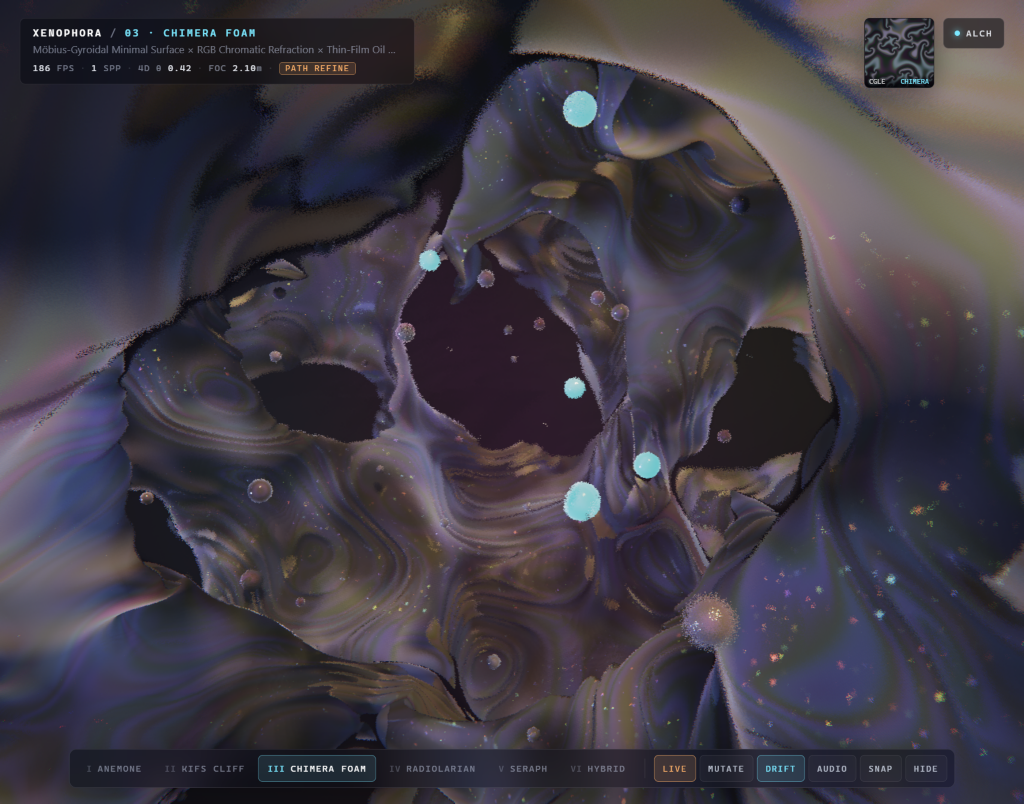 XENOPHORA / 03 · CHIMERA FOAM
Möbius-Gyroidal Minimal Surface × RGB Chromatic Refraction × Thin-Film Oil ...
186 FPS · 1 SPP · 4D θ 0.42 · FOC 2.10m · PATH REFINE
CGLE CHIMERA
ALCH
I ANEMONE II KIFS CLIFF III CHIMERA FOAM IV RADIOLARIAN V SERAPH VI HYBRID LIVE MUTATE DRIFT AUDIO SNAP HIDE